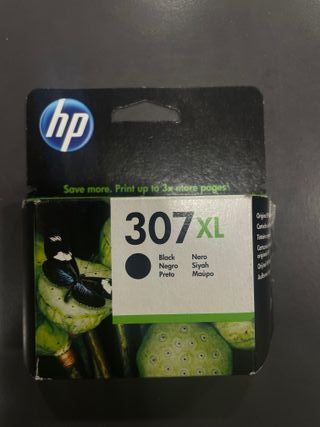 hp
Save more. Print up to 3x more pages!
307XL
Black Nero
Negro Siyah
Preto Μαύρο